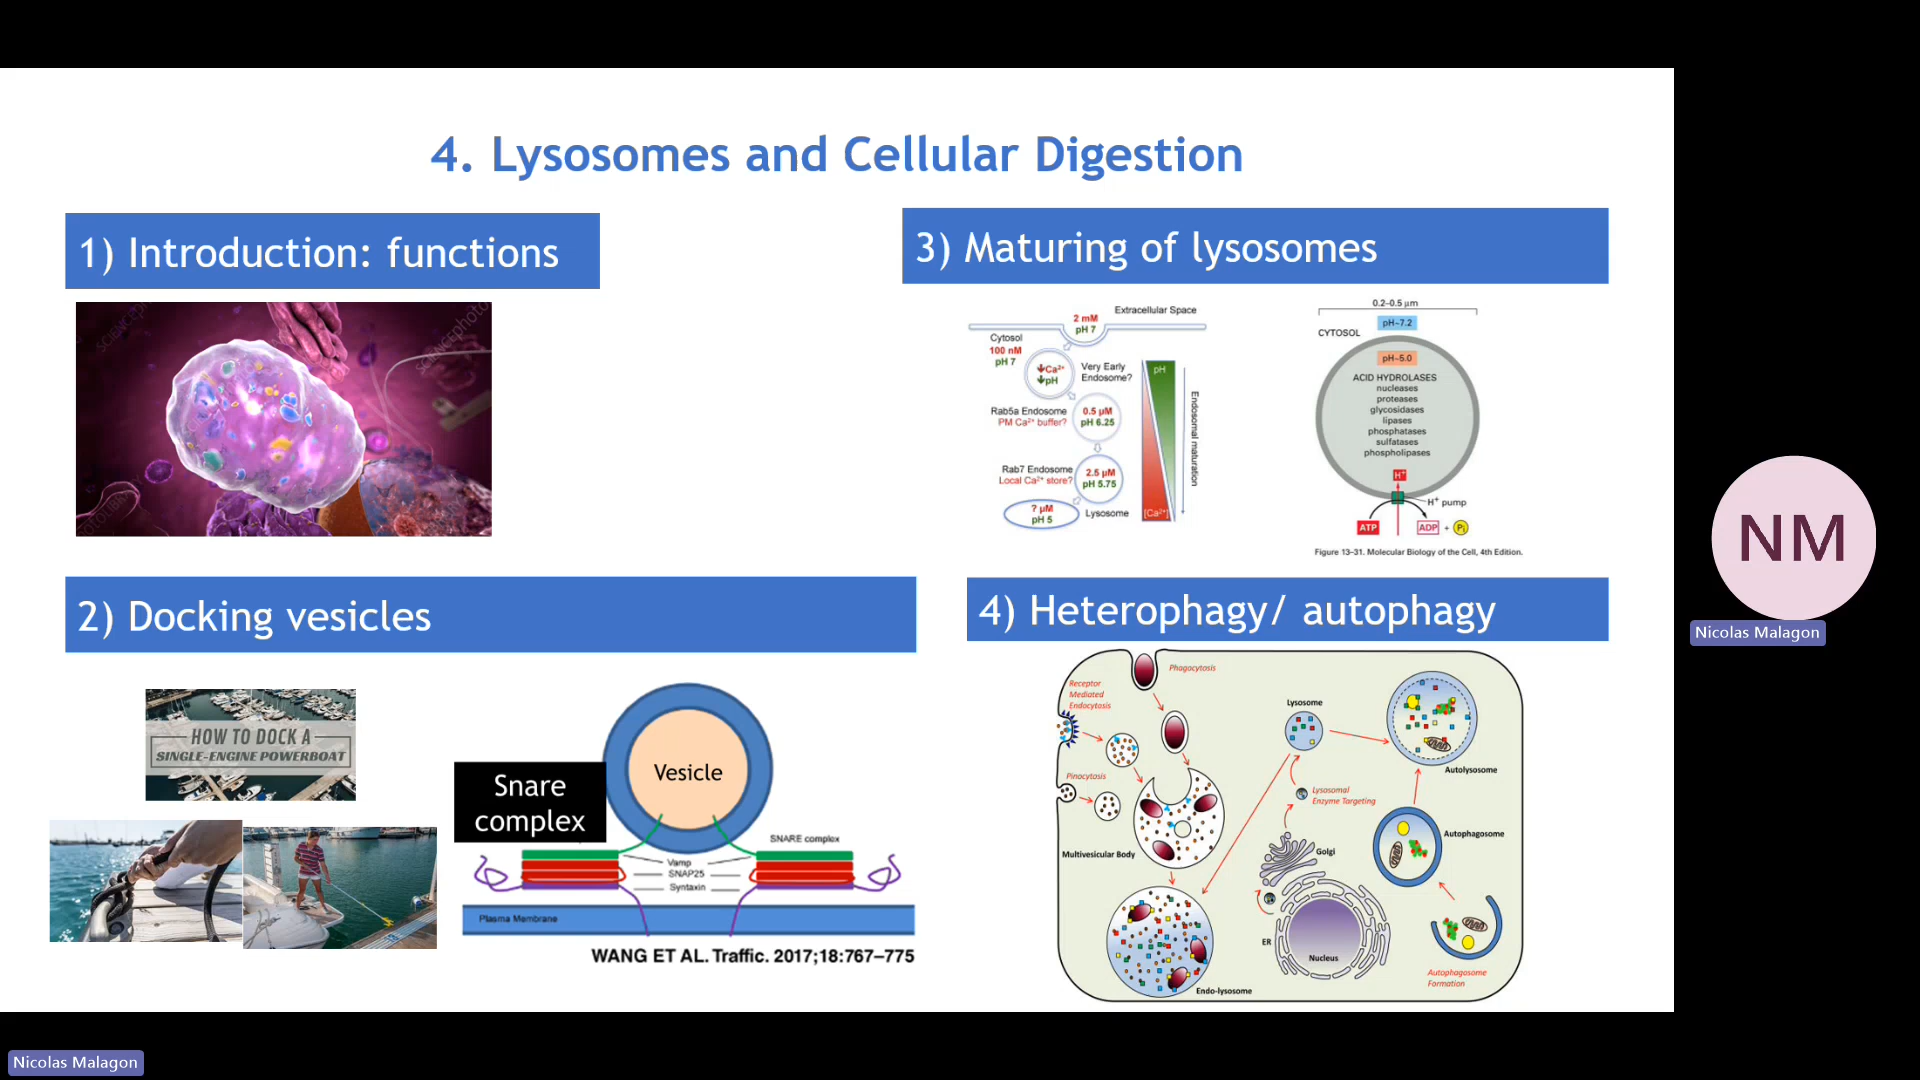 4. Lysosomes and Cellular Digestion
1) Introduction: functions
2) Docking vesicles
HOW TO DOCK A
SINGLE-ENGINE POWERBOAT
Snare
complex
Vesicle
SNARE complex
Vamp
SNAP25
Syntaxin
Plasma Membrane
WANG ET AL. Traffic. 2017;18:767–775
3) Maturing of lysosomes
Extracellular Space
2 mM
pH 7
Cytosol
100 nM
pH 7
Ca²⁺
pH
Very Early
Endosome?
Rab5a Endosome
PM Ca²⁺ buffer?
0.5 µM
pH 6.25
Rab7 Endosome
Local Ca²⁺ store?
2.5 µM
pH 5.75
? µM
pH 5
Lysosome
pH
[Ca²⁺]
Endosomal maturation
0.2–0.5 µm
pH~7.2
CYTOSOL
pH~5.0
ACID HYDROLASES
nucleases
proteases
glycosidases
lipases
phosphatases
sulfatases
phospholipases
H⁺
H⁺ pump
ATP
ADP + Pi
Figure 13–31. Molecular Biology of the Cell, 4th Edition.
4) Heterophagy/ autophagy
Phagocytosis
Receptor
Mediated
Endocytosis
Pinocytosis
Multivesicular Body
Endo-lysosome
Lysosome
Lysosomal
Enzyme Targeting
Golgi
ER
Nucleus
Autolysosome
Autophagosome
Autophagosome
Formation
NM
Nicolas Malagon
Nicolas Malagon